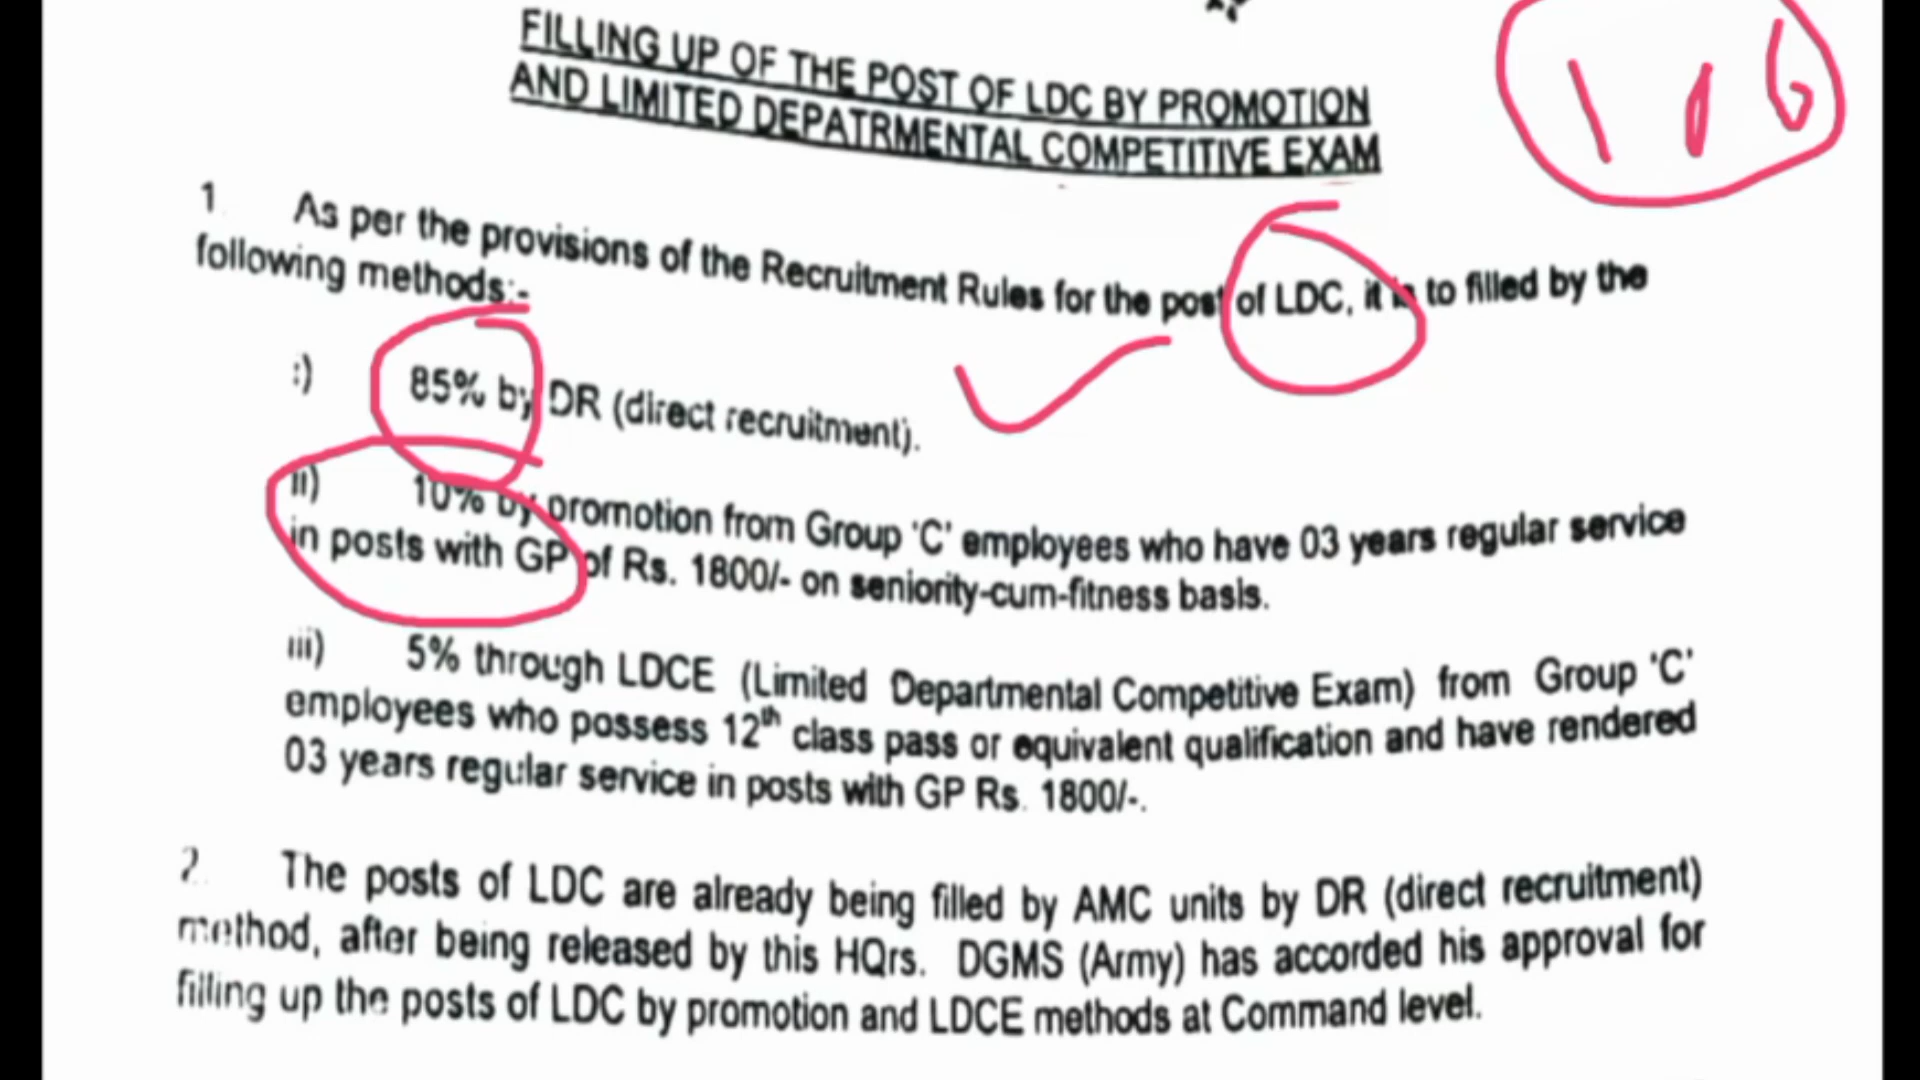 FILLING UP OF THE POST OF LDC BY PROMOTION
AND LIMITED DEPATRMENTAL COMPETITIVE EXAM
1 As per the provisions of the Recruitment Rules for the post of LDC, it is to filled by the
following methods:-
i) 85% by DR (direct recruitment).
ii) 10% by promotion from Group 'C' employees who have 03 years regular service
in posts with GP of Rs. 1800/- on seniority-cum-fitness basis.
iii) 5% through LDCE (Limited Departmental Competitive Exam) from Group 'C'
employees who possess 12th class pass or equivalent qualification and have rendered
03 years regular service in posts with GP Rs. 1800/-.
2. The posts of LDC are already being filled by AMC units by DR (direct recruitment)
method, after being released by this HQrs. DGMS (Army) has accorded his approval for
filling up the posts of LDC by promotion and LDCE methods at Command level.